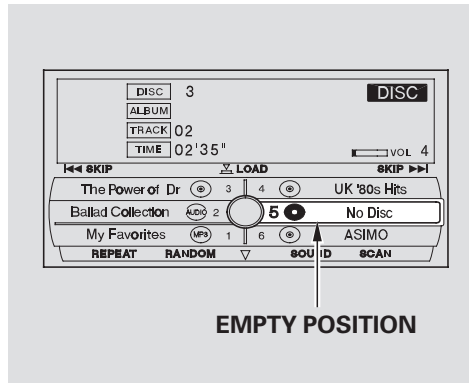 DISC 3 DISC
ALBUM
TRACK 02
TIME 02'35" VOL 4
SKIP LOAD SKIP
The Power of Dr 3 4 UK '80s Hits
Ballad Collection AUDIO 2 5 No Disc
My Favorites MP3 1 6 ASIMO
REPEAT RANDOM SOUND SCAN
EMPTY POSITION